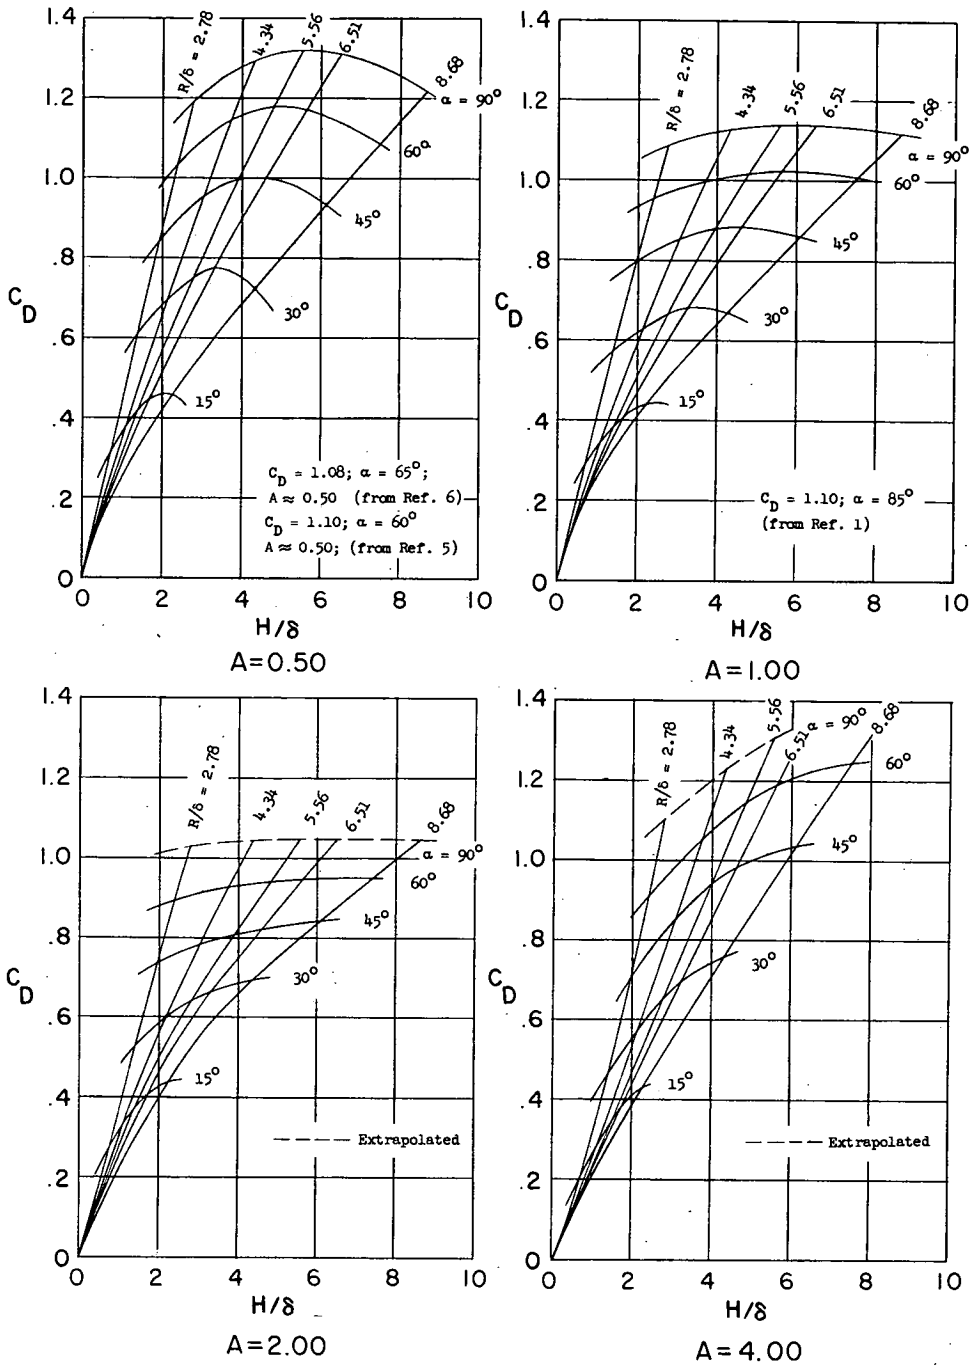 1.4
1.2
1.0
.8
.6
.4
.2
0
C_D
R/δ = 2.78
4.34
5.56
6.51
8.68
α = 90°
60°
45°
30°
15°
C_D = 1.08; α = 65°;
A ≈ 0.50 (from Ref. 6)
C_D = 1.10; α = 60°
A ≈ 0.50; (from Ref. 5)
0 2 4 6 8 10
H/δ
A=0.50
1.4
1.2
1.0
.8
.6
.4
.2
0
C_D
R/δ = 2.78
4.34
5.56
6.51
8.68
α = 90°
60°
45°
30°
15°
C_D = 1.10; α = 85°
(from Ref. 1)
0 2 4 6 8 10
H/δ
A=1.00
1.4
1.2
1.0
.8
.6
.4
.2
0
C_D
R/δ = 2.78
4.34
5.56
6.51
8.68
α = 90°
60°
45°
30°
15°
Extrapolated
0 2 4 6 8 10
H/δ
A=2.00
1.4
1.2
1.0
.8
.6
.4
.2
0
C_D
R/δ = 2.78
4.34
5.56
6.51
α = 90°
8.68
60°
45°
30°
15°
Extrapolated
0 2 4 6 8 10
H/δ
A=4.00